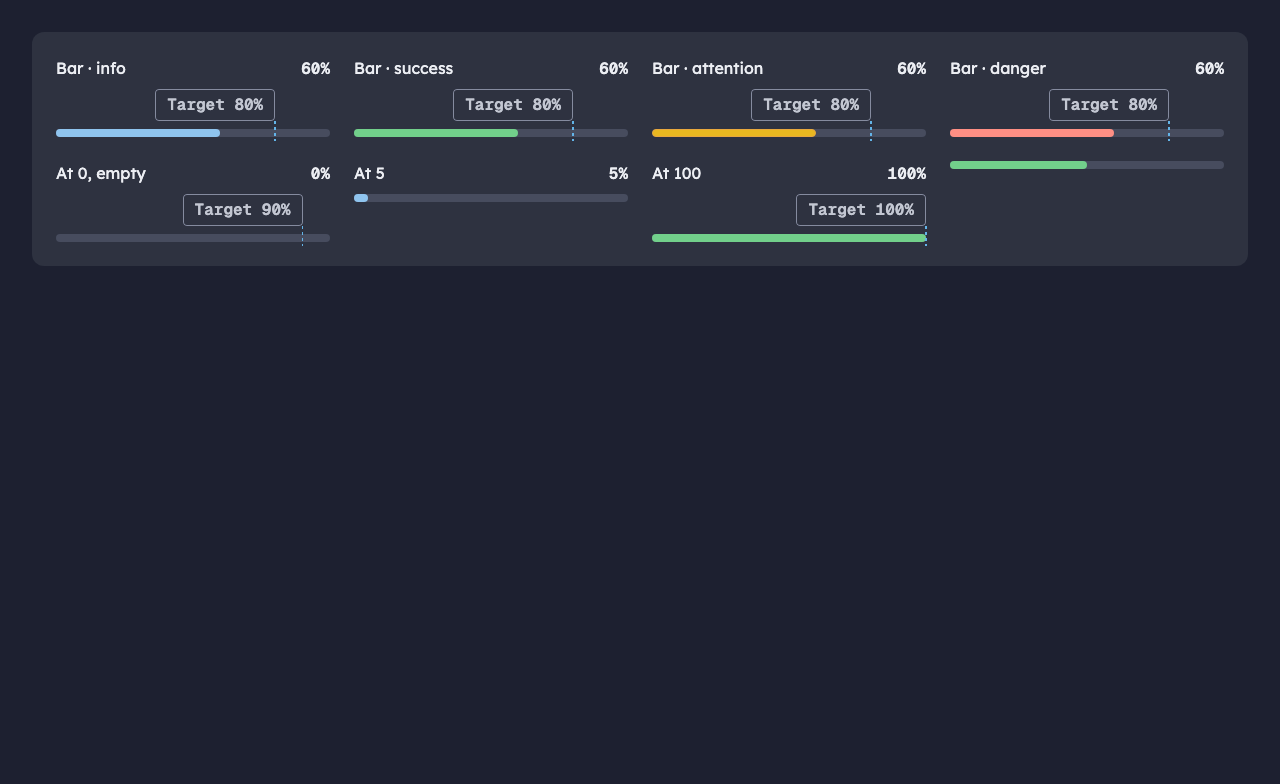 Bar · info 60%
Target 80%
Bar · success 60%
Target 80%
Bar · attention 60%
Target 80%
Bar · danger 60%
Target 80%
At 0, empty 0%
Target 90%
At 5 5%
At 100 100%
Target 100%